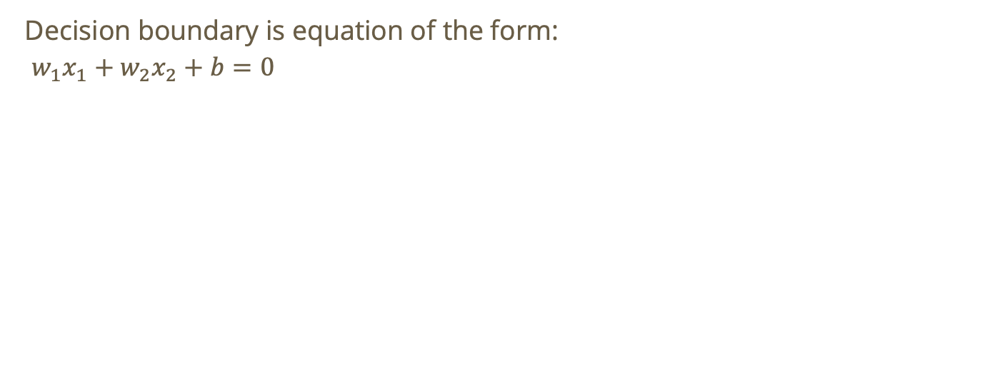 Decision boundary is equation of the form:
𝑤₁𝑥₁ + 𝑤₂𝑥₂ + 𝑏 = 0